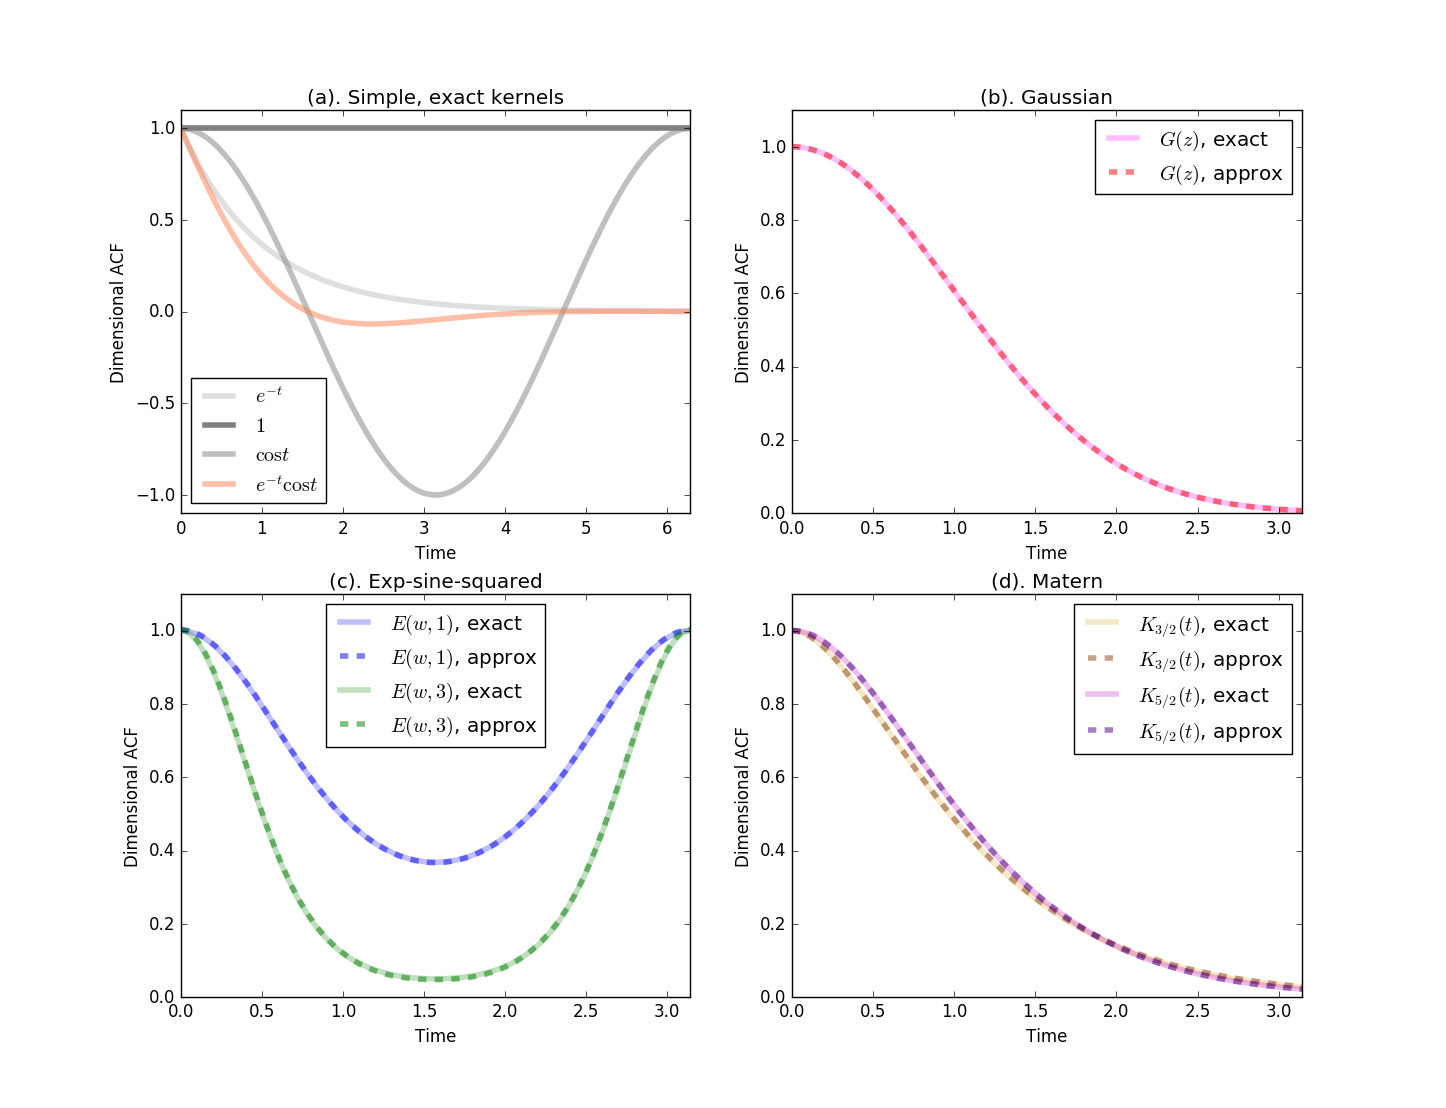 (a). Simple, exact kernels
Dimensional ACF
1.0
0.5
0.0
−0.5
−1.0
e^{−t}
1
cost
e^{−t}cost
0 1 2 3 4 5 6
Time
(b). Gaussian
Dimensional ACF
1.0
0.8
0.6
0.4
0.2
0.0
G(z), exact
G(z), approx
0.0 0.5 1.0 1.5 2.0 2.5 3.0
Time
(c). Exp-sine-squared
Dimensional ACF
1.0
0.8
0.6
0.4
0.2
0.0
E(w, 1), exact
E(w, 1), approx
E(w, 3), exact
E(w, 3), approx
0.0 0.5 1.0 1.5 2.0 2.5 3.0
Time
(d). Matern
Dimensional ACF
1.0
0.8
0.6
0.4
0.2
0.0
K_{3/2}(t), exact
K_{3/2}(t), approx
K_{5/2}(t), exact
K_{5/2}(t), approx
0.0 0.5 1.0 1.5 2.0 2.5 3.0
Time